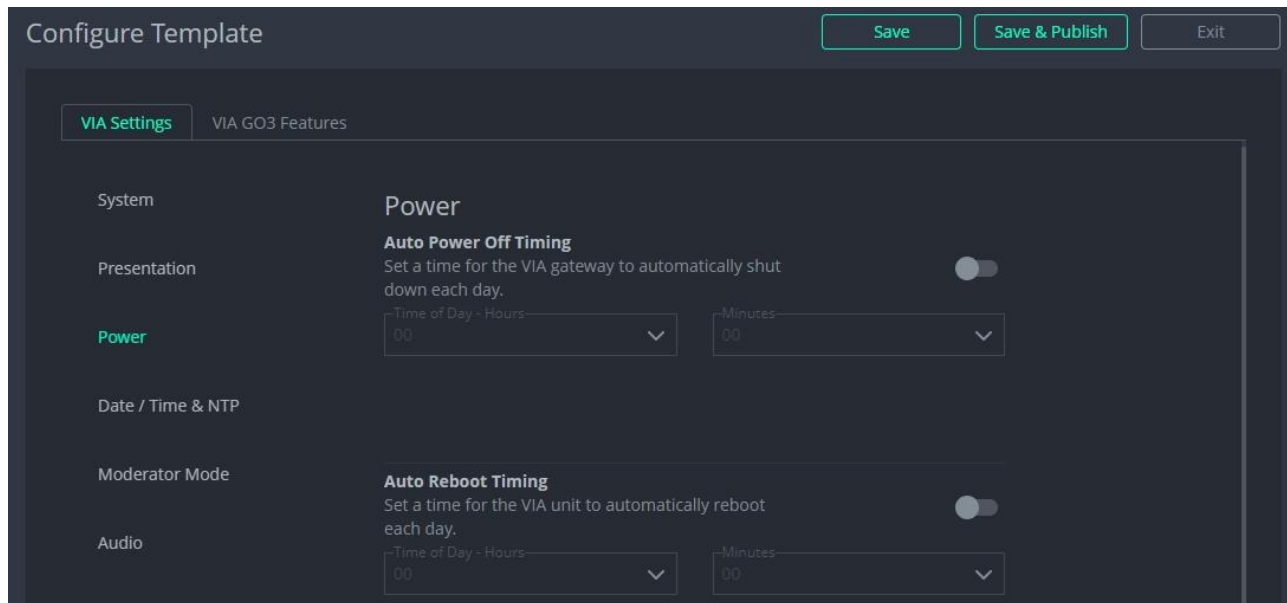 Configure Template
Save
Save & Publish
Exit
VIA Settings
VIA GO3 Features
System
Presentation
Power
Date / Time & NTP
Moderator Mode
Audio
Power
Auto Power Off Timing
Set a time for the VIA gateway to automatically shut
down each day.
Time of Day - Hours
00
Minutes
00
Auto Reboot Timing
Set a time for the VIA unit to automatically reboot
each day.
Time of Day - Hours
00
Minutes
00